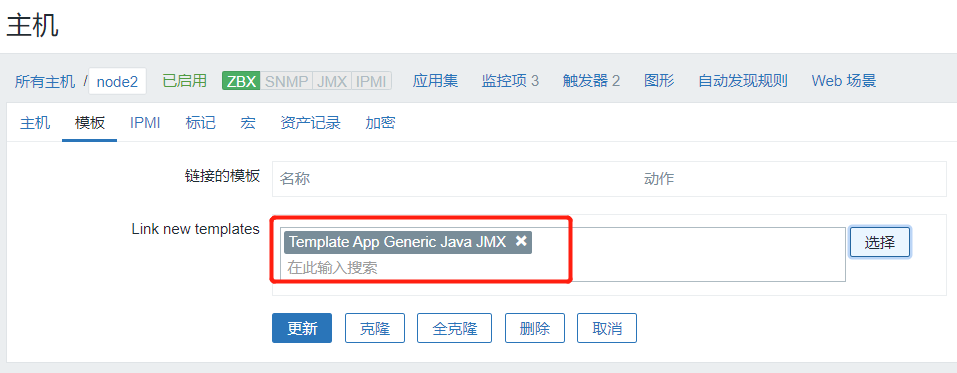 主机
所有主机 / node2 已启用 ZBX SNMP JMX IPMI 应用集 监控项 3 触发器 2 图形 自动发现规则 Web 场景
主机 模板 IPMI 标记 宏 资产记录 加密
链接的模板 名称 动作
Link new templates Template App Generic Java JMX ✖ 选择
在此输入搜索
更新 克隆 全克隆 删除 取消